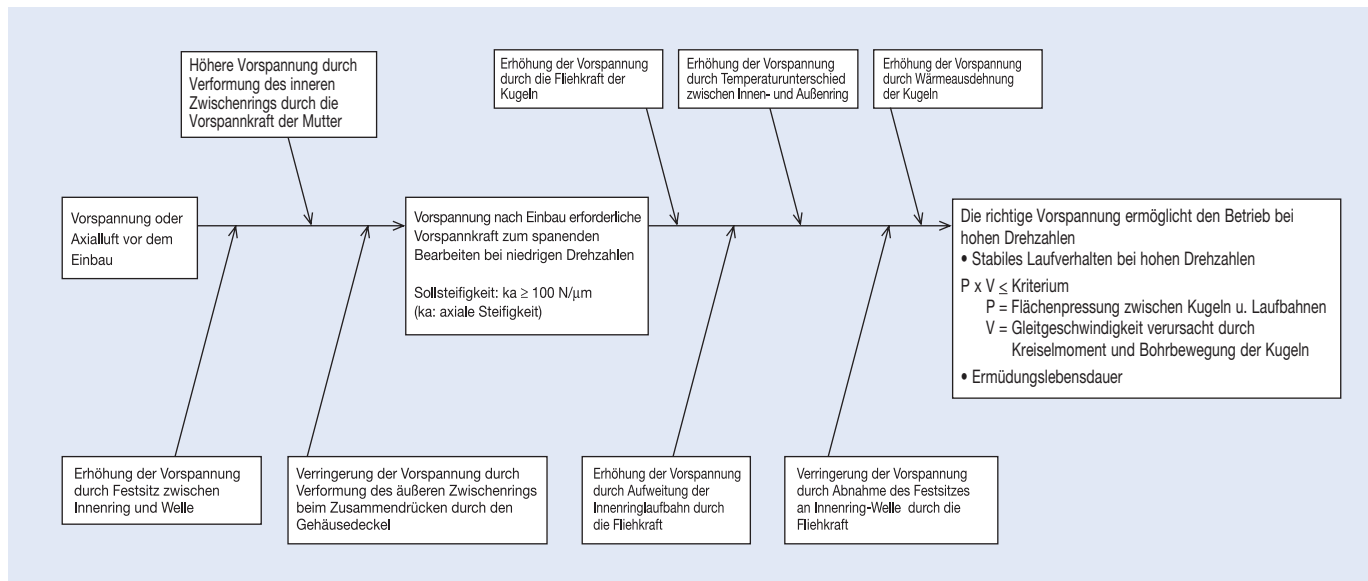 Höhere Vorspannung durch
Verformung des inneren
Zwischenrings durch die
Vorspannkraft der Mutter
Erhöhung der Vorspannung
durch die Fliehkraft der
Kugeln
Erhöhung der Vorspannung
durch Temperaturunterschied
zwischen Innen- und Außenring
Erhöhung der Vorspannung
durch Wärmeausdehnung
der Kugeln
Vorspannung oder
Axialluft vor dem
Einbau
Vorspannung nach Einbau erforderliche
Vorspannkraft zum spanenden
Bearbeiten bei niedrigen Drehzahlen
Sollsteifigkeit: ka ≥ 100 N/μm
(ka: axiale Steifigkeit)
Die richtige Vorspannung ermöglicht den Betrieb bei
hohen Drehzahlen
• Stabiles Laufverhalten bei hohen Drehzahlen
P x V ≤ Kriterium
P = Flächenpressung zwischen Kugeln u. Laufbahnen
V = Gleitgeschwindigkeit verursacht durch
Kreiselmoment und Bohrbewegung der Kugeln
• Ermüdungslebensdauer
Erhöhung der Vorspannung
durch Festsitz zwischen
Innenring und Welle
Verringerung der Vorspannung durch
Verformung des äußeren Zwischenrings
beim Zusammendrücken durch den
Gehäusedeckel
Erhöhung der Vorspannung
durch Aufweitung der
Innenringlaufbahn durch
die Fliehkraft
Verringerung der Vorspannung
durch Abnahme des Festsitzes
an Innenring-Welle durch die
Fliehkraft